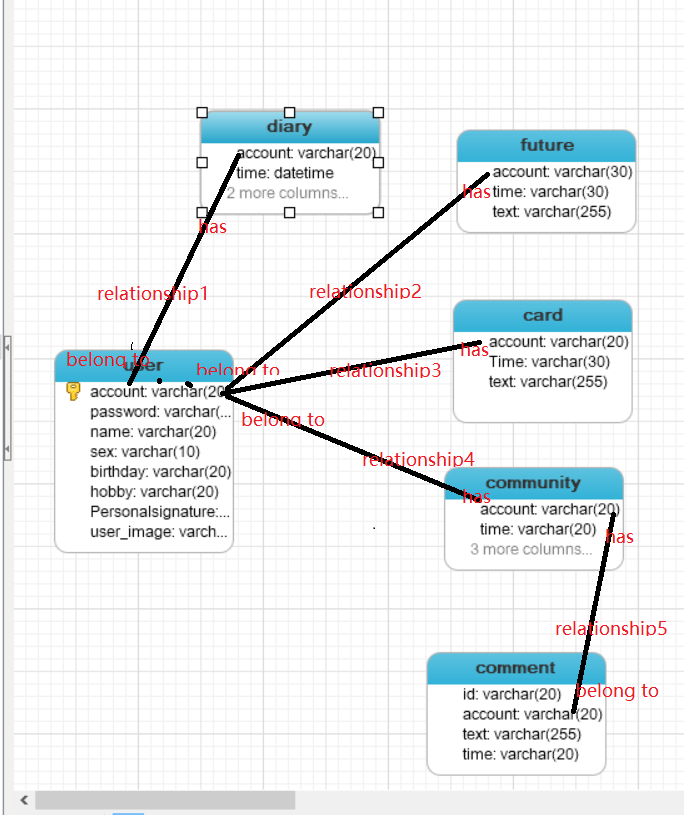 diary
account: varchar(20)
time: datetime
2 more columns...
has
future
account: varchar(30)
has
time: varchar(30)
text: varchar(255)
relationship1
relationship2
card
account: varchar(20)
has
Time: varchar(30)
text: varchar(255)
relationship3
belong to
user
belong to
account: varchar(20
password: varchar(...
name: varchar(20)
sex: varchar(10)
birthday: varchar(20)
hobby: varchar(20)
Personalsignature:...
user_image: varch...
belong to
relationship4
community
has
account: varchar(20)
time: varchar(20)
3 more columns...
has
relationship5
comment
id: varchar(20)
belong to
account: varchar(20)
text: varchar(255)
time: varchar(20)